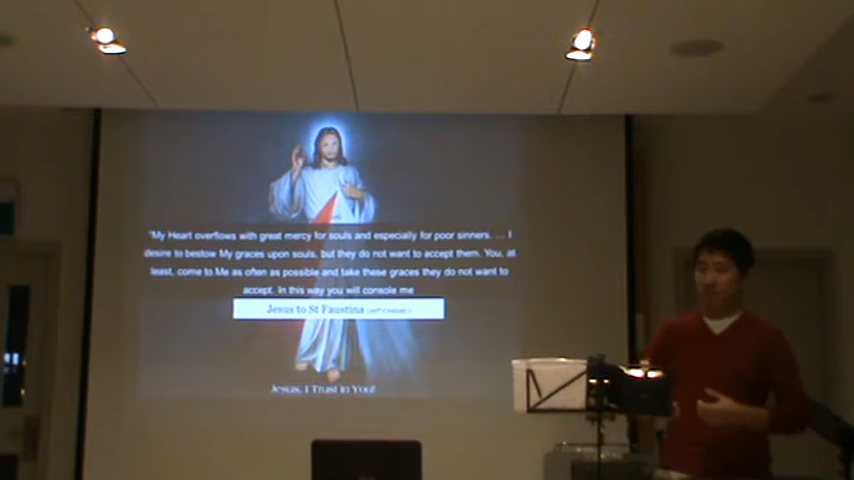 "My Heart overflows with great mercy for souls and especially for poor sinners. ... I
desire to bestow My graces upon souls, but they do not want to accept them. You, at
least, come to Me as often as possible and take these graces they do not want to
accept. In this way you will console me
Jesus to St Faustina (20th Century )
Jesus, I Trust in You!